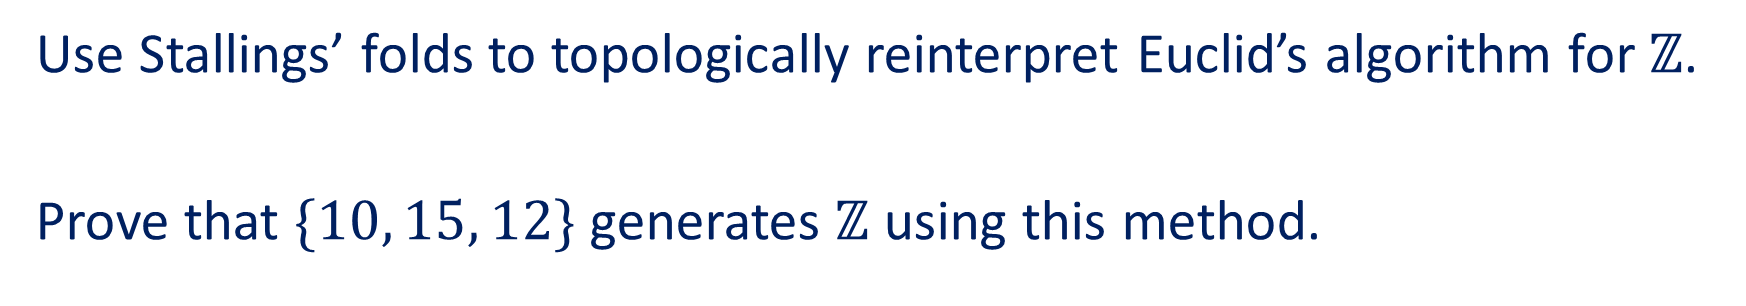 Use Stallings’ folds to topologically reinterpret Euclid’s algorithm for ℤ.
Prove that {10, 15, 12} generates ℤ using this method.